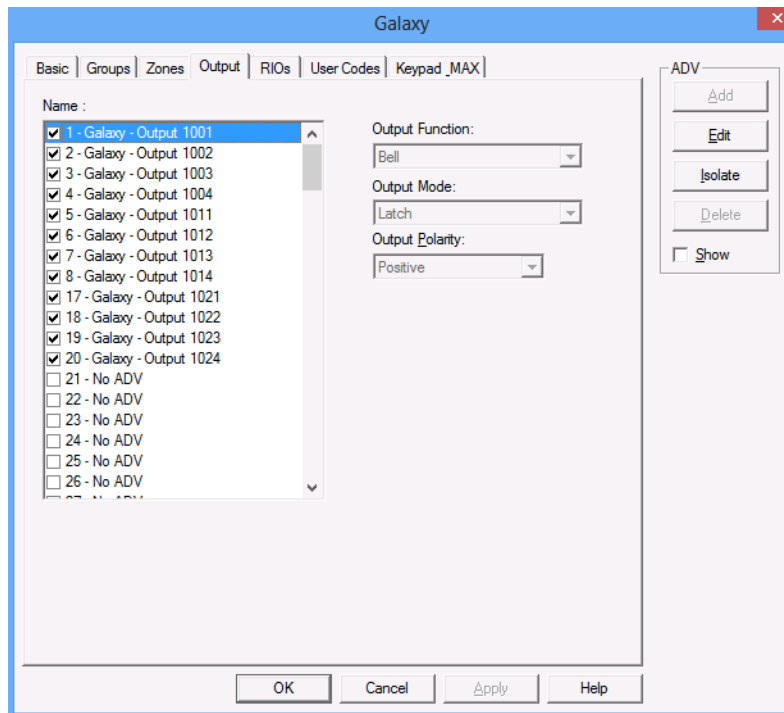 Galaxy
Basic Groups Zones Output RIOs User Codes Keypad_MAX
Name :
1 - Galaxy - Output 1001
2 - Galaxy - Output 1002
3 - Galaxy - Output 1003
4 - Galaxy - Output 1004
5 - Galaxy - Output 1011
6 - Galaxy - Output 1012
7 - Galaxy - Output 1013
8 - Galaxy - Output 1014
17 - Galaxy - Output 1021
18 - Galaxy - Output 1022
19 - Galaxy - Output 1023
20 - Galaxy - Output 1024
21 - No ADV
22 - No ADV
23 - No ADV
24 - No ADV
25 - No ADV
26 - No ADV
Output Function:
Bell
Output Mode:
Latch
Output Polarity:
Positive
ADV
Add
Edit
Isolate
Delete
Show
OK Cancel Apply Help